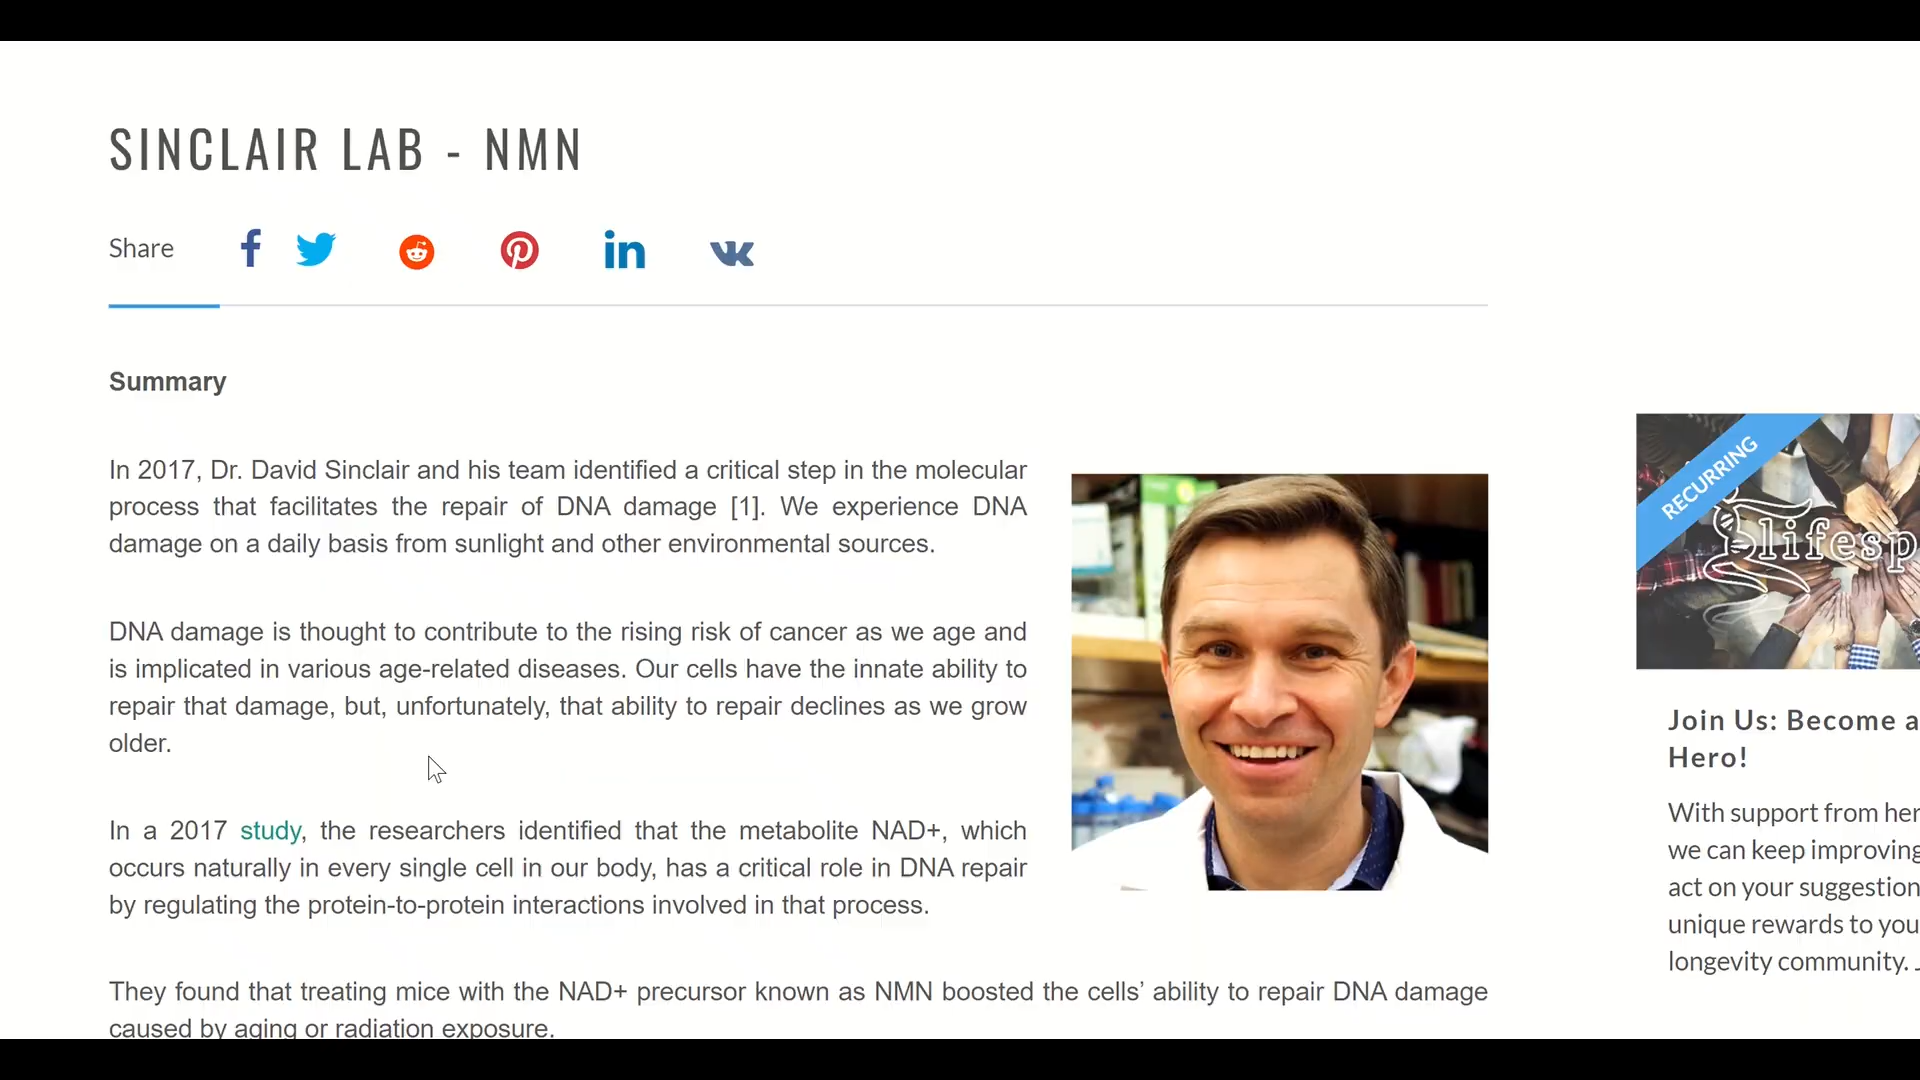 SINCLAIR LAB - NMN
Share
Summary
In 2017, Dr. David Sinclair and his team identified a critical step in the molecular
process that facilitates the repair of DNA damage [1]. We experience DNA
damage on a daily basis from sunlight and other environmental sources.
DNA damage is thought to contribute to the rising risk of cancer as we age and
is implicated in various age-related diseases. Our cells have the innate ability to
repair that damage, but, unfortunately, that ability to repair declines as we grow
older.
In a 2017 study, the researchers identified that the metabolite NAD+, which
occurs naturally in every single cell in our body, has a critical role in DNA repair
by regulating the protein-to-protein interactions involved in that process.
They found that treating mice with the NAD+ precursor known as NMN boosted the cells’ ability to repair DNA damage
caused by aging or radiation exposure.
RECURRING
lifesp
Join Us: Become a
Hero!
With support from her
we can keep improving
act on your suggestion
unique rewards to you
longevity community.